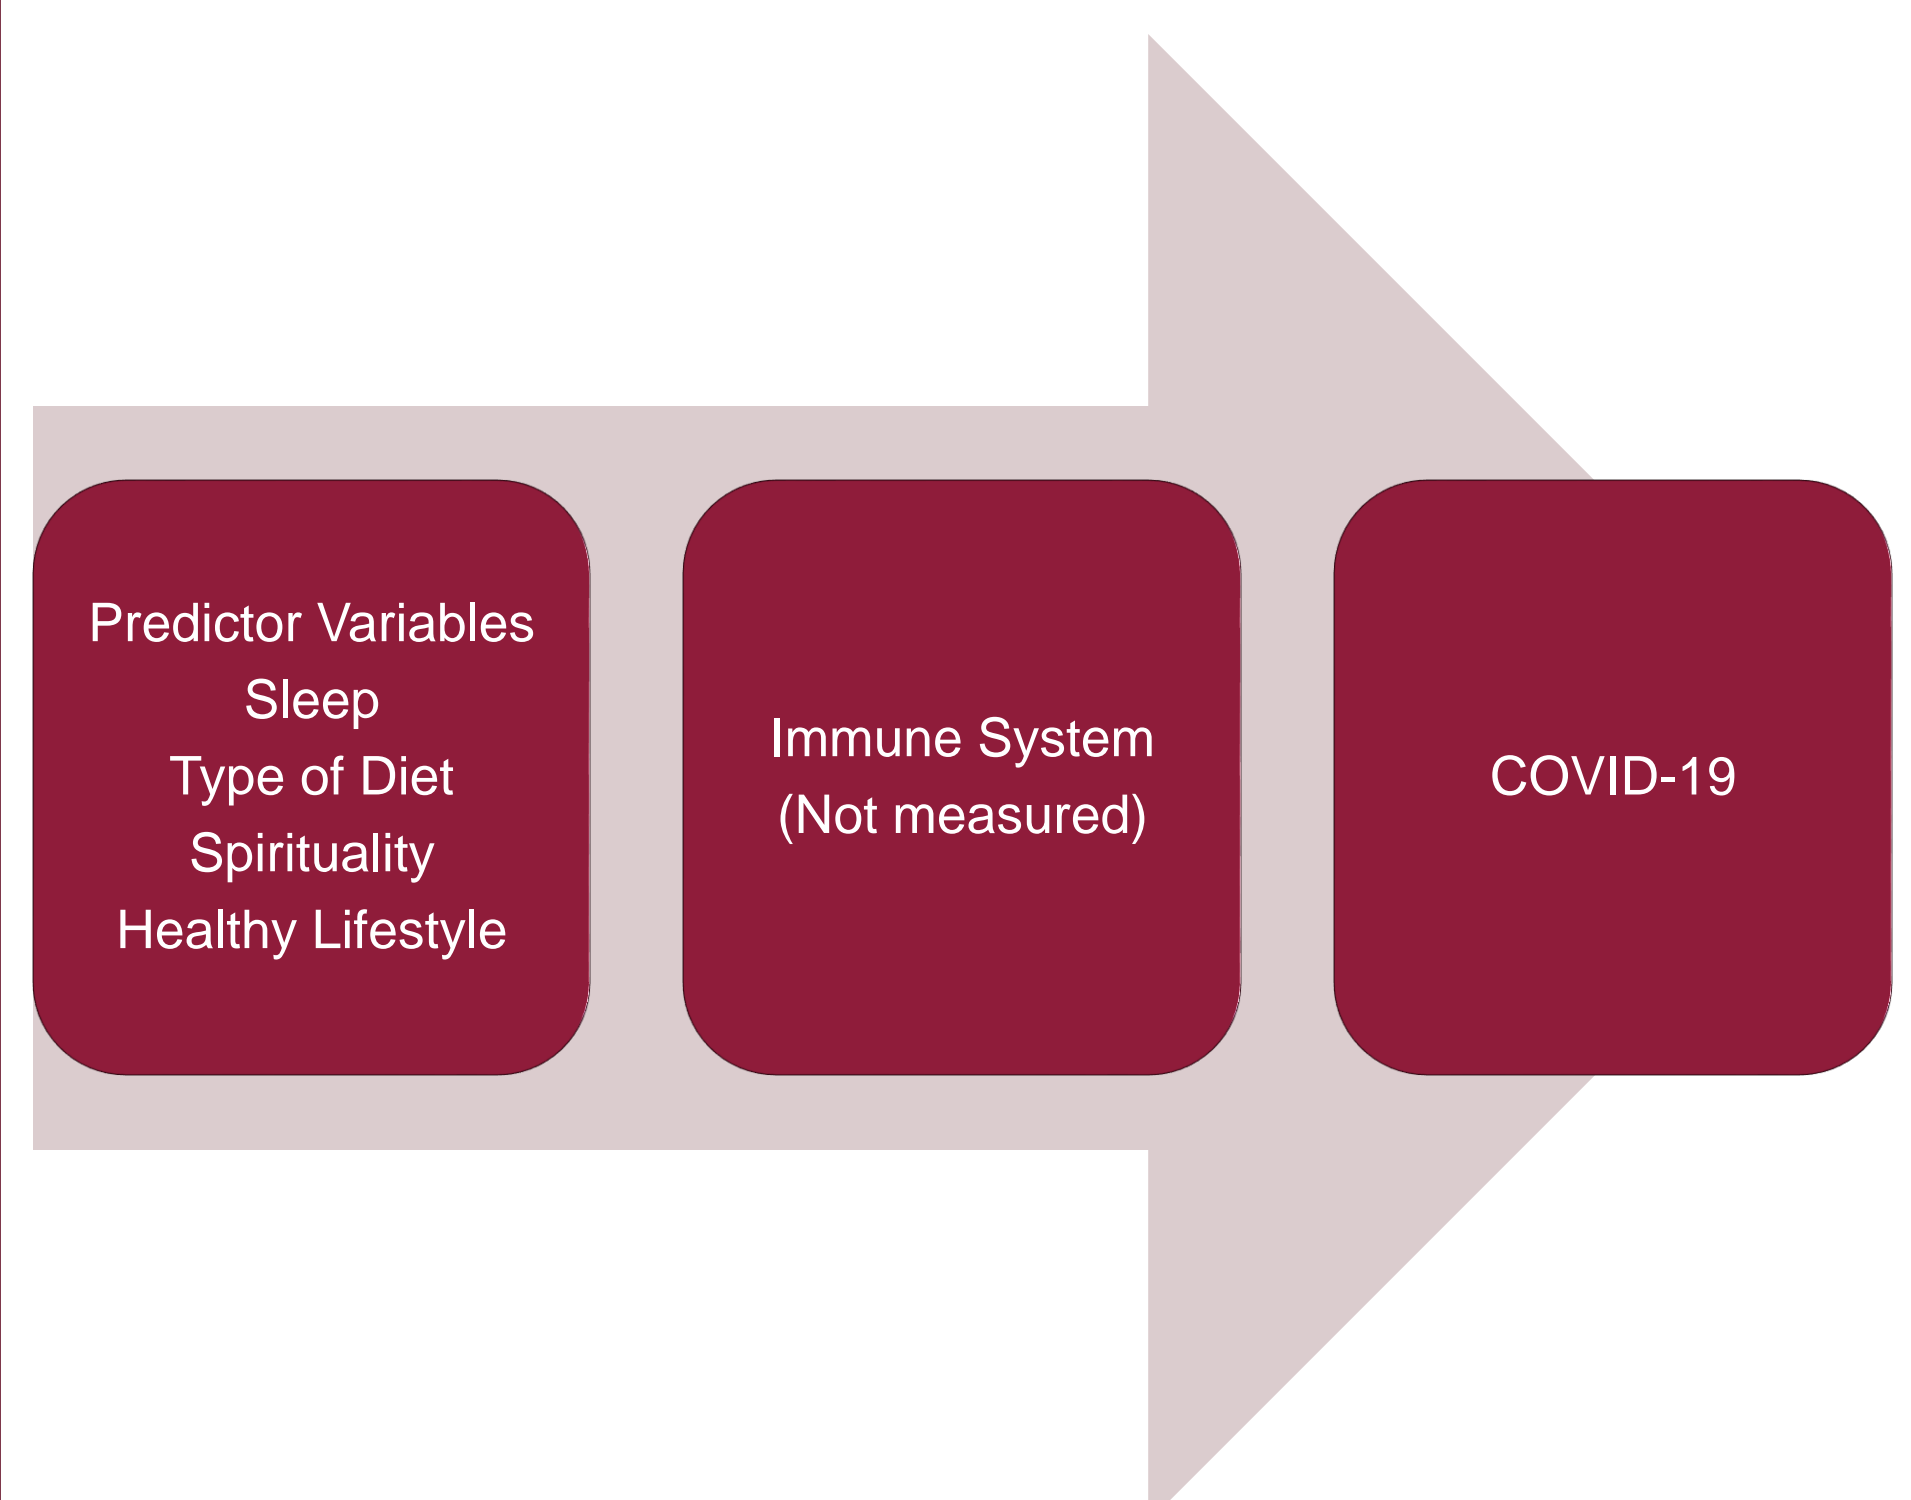 Predictor Variables
Sleep
Type of Diet
Spirituality
Healthy Lifestyle
Immune System
(Not measured)
COVID-19